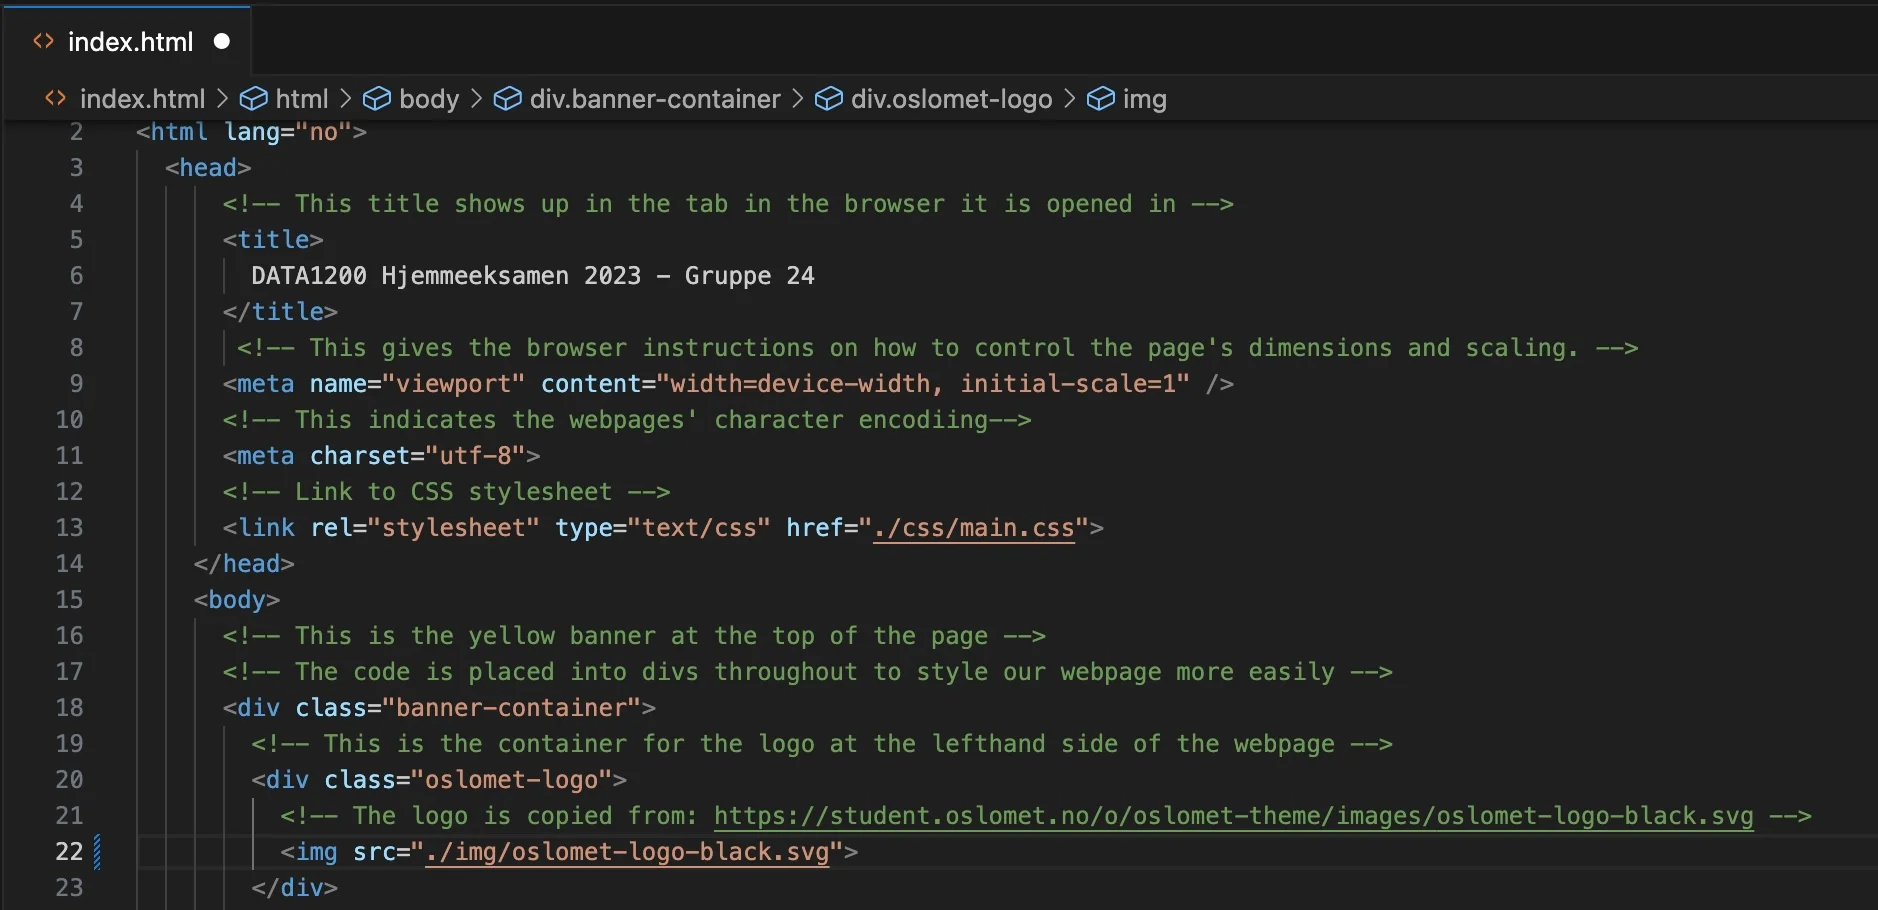 index.html
index.html > html > body > div.banner-container > div.oslomet-logo > img
2 <html lang="no">
3 <head>
4 <!-- This title shows up in the tab in the browser it is opened in -->
5 <title>
6 DATA1200 Hjemmeeksamen 2023 - Gruppe 24
7 </title>
8 <!-- This gives the browser instructions on how to control the page's dimensions and scaling. -->
9 <meta name="viewport" content="width=device-width, initial-scale=1" />
10 <!-- This indicates the webpages' character encodiing-->
11 <meta charset="utf-8">
12 <!-- Link to CSS stylesheet -->
13 <link rel="stylesheet" type="text/css" href="./css/main.css">
14 </head>
15 <body>
16 <!-- This is the yellow banner at the top of the page -->
17 <!-- The code is placed into divs throughout to style our webpage more easily -->
18 <div class="banner-container">
19 <!-- This is the container for the logo at the lefthand side of the webpage -->
20 <div class="oslomet-logo">
21 <!-- The logo is copied from: https://student.oslomet.no/o/oslomet-theme/images/oslomet-logo-black.svg -->
22 <img src="./img/oslomet-logo-black.svg">
23 </div>